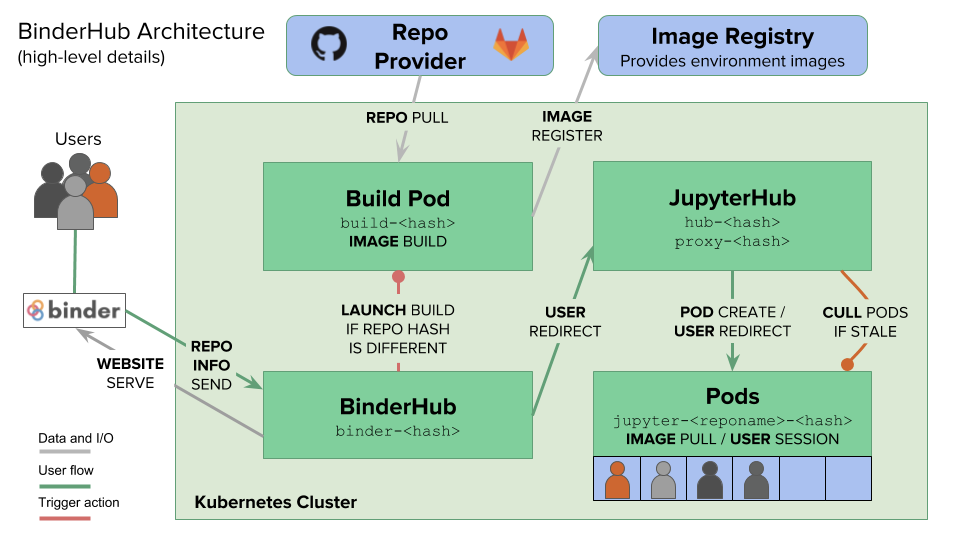 BinderHub Architecture
(high-level details)
Repo
Provider
Image Registry
Provides environment images
REPO PULL
IMAGE
REGISTER
Users
Build Pod
build-<hash>
IMAGE BUILD
JupyterHub
hub-<hash>
proxy-<hash>
binder
LAUNCH BUILD
IF REPO HASH
IS DIFFERENT
USER
REDIRECT
POD CREATE /
USER REDIRECT
CULL PODS
IF STALE
WEBSITE
SERVE
REPO
INFO
SEND
BinderHub
binder-<hash>
Pods
jupyter-<reponame>-<hash>
IMAGE PULL / USER SESSION
Data and I/O
User flow
Trigger action
Kubernetes Cluster